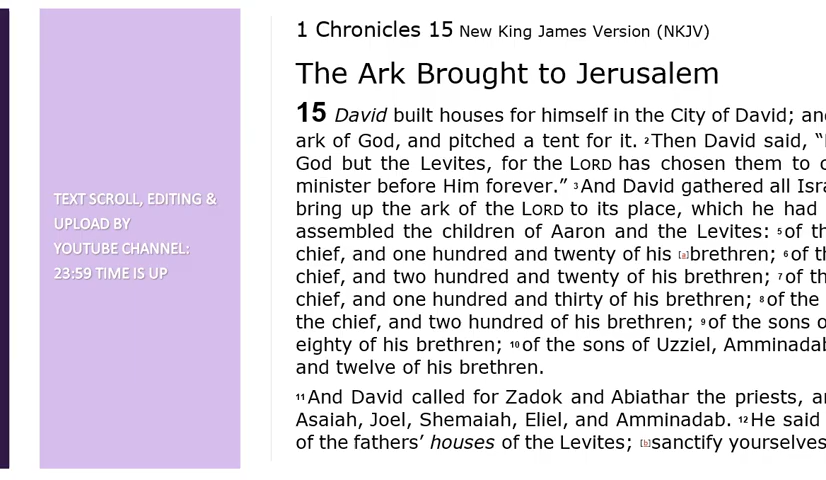 TEXT SCROLL, EDITING &
UPLOAD BY
YOUTUBE CHANNEL:
23:59 TIME IS UP
1 Chronicles 15 New King James Version (NKJV)
The Ark Brought to Jerusalem
15 David built houses for himself in the City of David; and
ark of God, and pitched a tent for it. 2 Then David said, “
God but the Levites, for the LORD has chosen them to
minister before Him forever.” 3 And David gathered all
bring up the ark of the LORD to its place, which he had
assembled the children of Aaron and the Levites: 5 of
chief, and one hundred and twenty of his [a]brethren; 6 of
chief, and two hundred and twenty of his brethren; 7 of
chief, and one hundred and thirty of his brethren; 8 of the
the chief, and two hundred of his brethren; 9 of the sons
eighty of his brethren; 10 of the sons of Uzziel, Amminadab
and twelve of his brethren.
11 And David called for Zadok and Abiathar the priests,
Asaiah, Joel, Shemaiah, Eliel, and Amminadab. 12 He said
of the fathers’ houses of the Levites; [b]sanctify yourselves